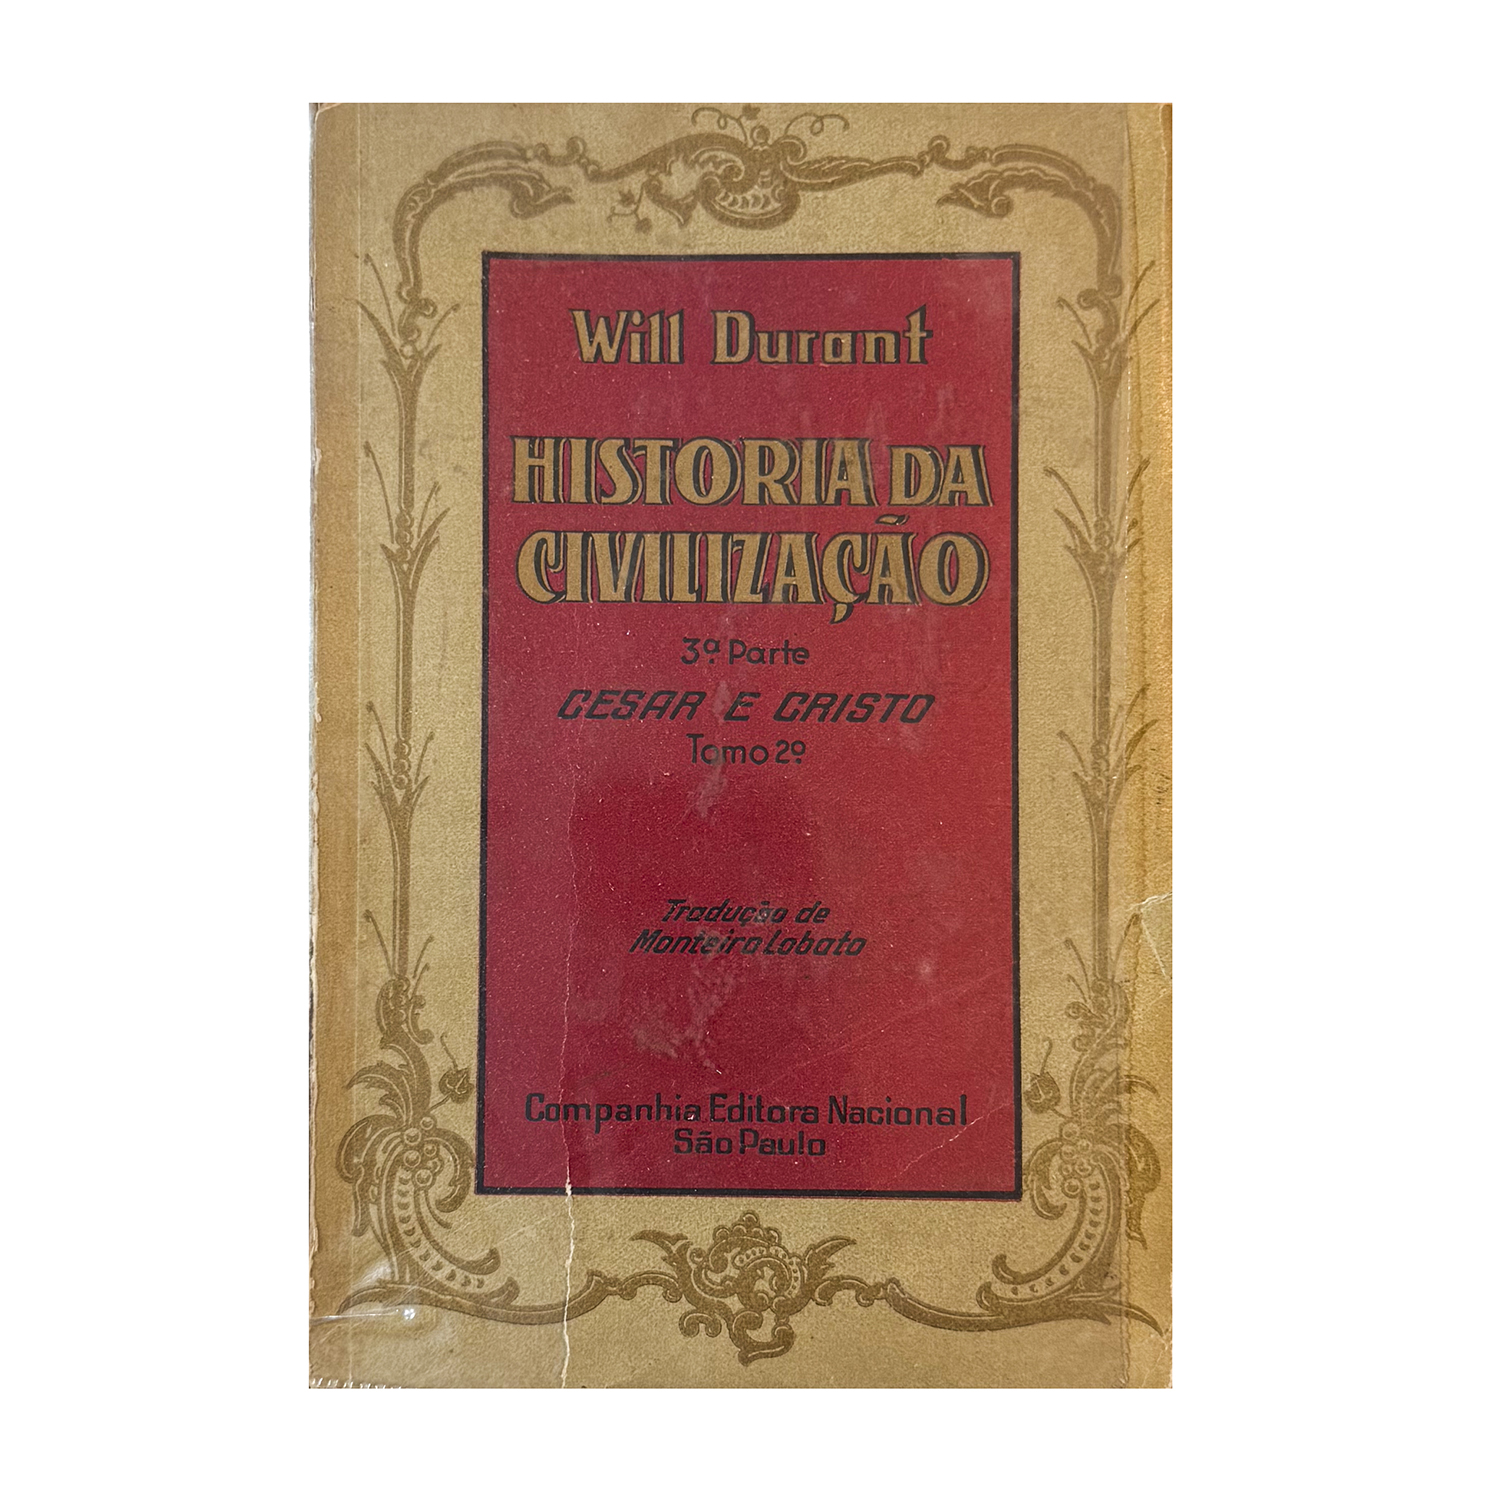 Will Durant
HISTORIA DA
CIVILIZAÇÃO
3ª Parte
CESAR E CRISTO
Tomo 2º
Tradução de
Monteiro Lobato
Companhia Editora Nacional
São Paulo